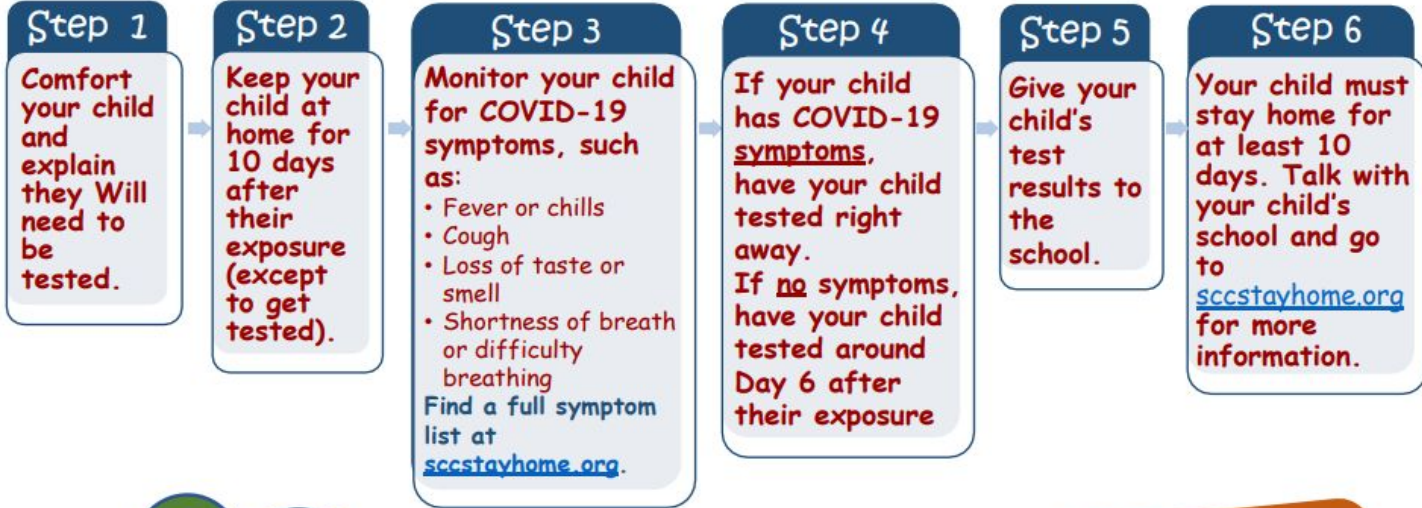 Step 1
Comfort
your child
and
explain
they Will
need to
be
tested.
Step 2
Keep your
child at
home for
10 days
after
their
exposure
(except
to get
tested).
Step 3
Monitor your child
for COVID-19
symptoms, such
as:
• Fever or chills
• Cough
• Loss of taste or
smell
• Shortness of breath
or difficulty
breathing
Find a full symptom
list at
sccstayhome.org.
Step 4
If your child
has COVID-19
symptoms,
have your child
tested right
away.
If no symptoms,
have your child
tested around
Day 6 after
their exposure
Step 5
Give your
child's
test
results to
the
school.
Step 6
Your child must
stay home for
at least 10
days. Talk with
your child's
school and go
to
sccstayhome.org
for more
information.